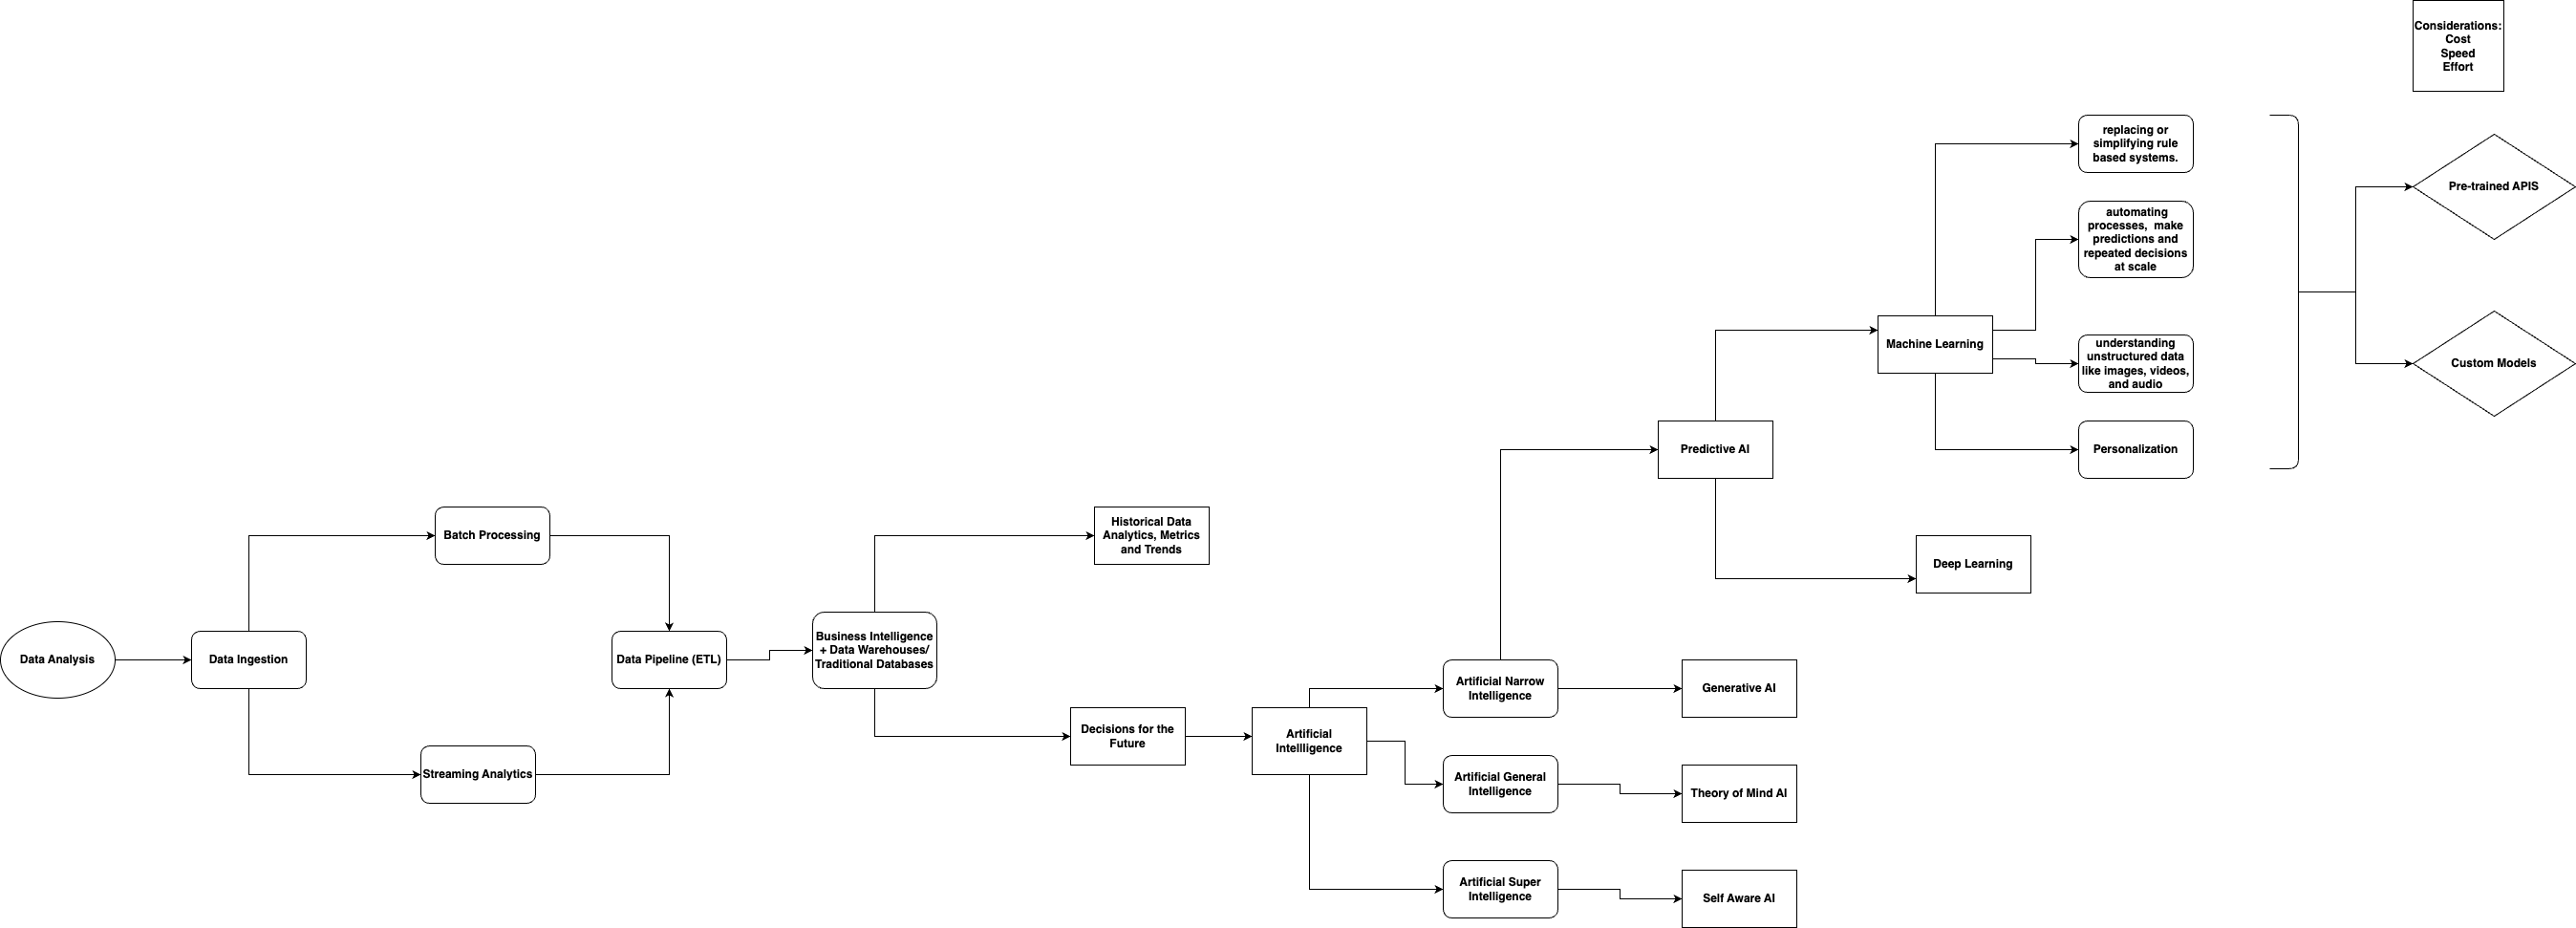 Considerations:
Cost
Speed
Effort
replacing or
simplifying rule
based systems.
Pre-trained APIS
automating
processes,  make
predictions and
repeated decisions
at scale
Machine Learning
understanding
unstructured data
like images, videos,
and audio
Custom Models
Predictive AI
Personalization
Batch Processing
Historical Data
Analytics, Metrics
and Trends
Deep Learning
Data Analysis
Data Ingestion
Data Pipeline (ETL)
Business Intelligence
+ Data Warehouses/
Traditional Databases
Artificial Narrow
Intelligence
Generative AI
Decisions for the
Future
Artificial
Intellligence
Streaming Analytics
Artificial General
Intelligence
Theory of Mind AI
Artificial Super
Intelligence
Self Aware AI